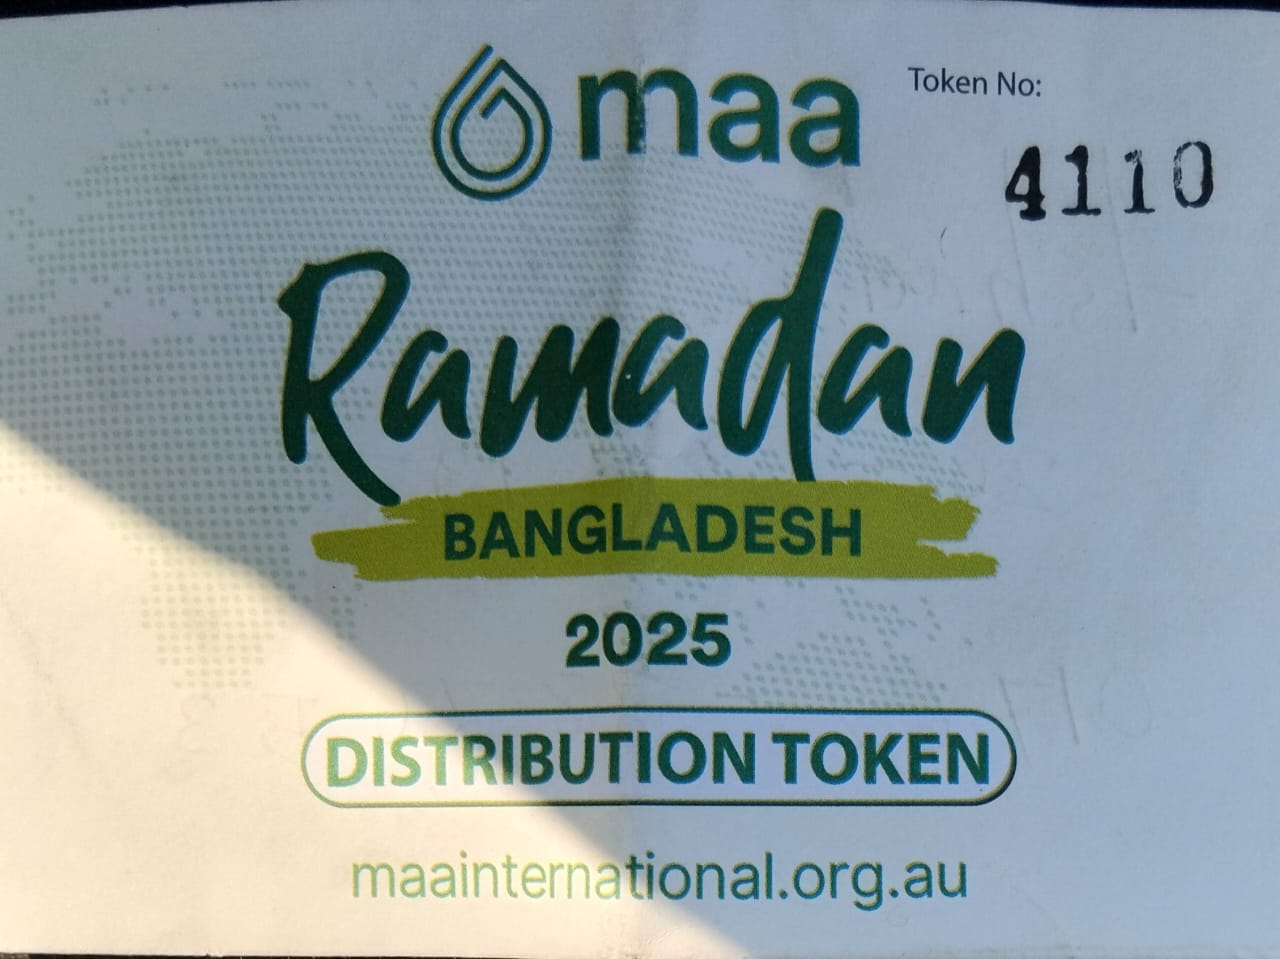 maa
Token No:
4110
Ramadan
BANGLADESH
2025
DISTRIBUTION TOKEN
maainternational.org.au